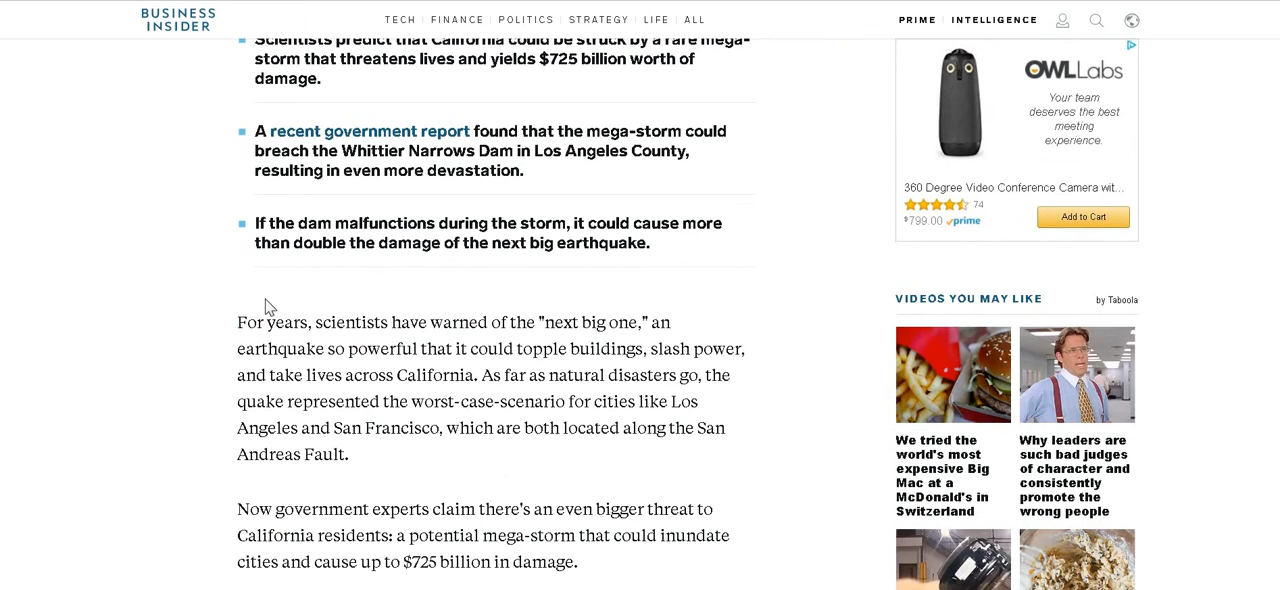 BUSINESS
INSIDER
TECH
FINANCE
POLITICS
STRATEGY
LIFE
ALL
PRIME
INTELLIGENCE
Scientists predict that California could be struck by a rare mega-
storm that threatens lives and yields $725 billion worth of
damage.
A recent government report found that the mega-storm could
breach the Whittier Narrows Dam in Los Angeles County,
resulting in even more devastation.
If the dam malfunctions during the storm, it could cause more
than double the damage of the next big earthquake.
For years, scientists have warned of the "next big one," an
earthquake so powerful that it could topple buildings, slash power,
and take lives across California. As far as natural disasters go, the
quake represented the worst-case-scenario for cities like Los
Angeles and San Francisco, which are both located along the San
Andreas Fault.
Now government experts claim there's an even bigger threat to
California residents: a potential mega-storm that could inundate
cities and cause up to $725 billion in damage.
OWL Labs
Your team
deserves the best
meeting
experience.
360 Degree Video Conference Camera wit...
74
$799.00 prime
Add to Cart
VIDEOS YOU MAY LIKE
by Taboola
We tried the
world's most
expensive Big
Mac at a
McDonald's in
Switzerland
Why leaders are
such bad judges
of character and
consistently
promote the
wrong people